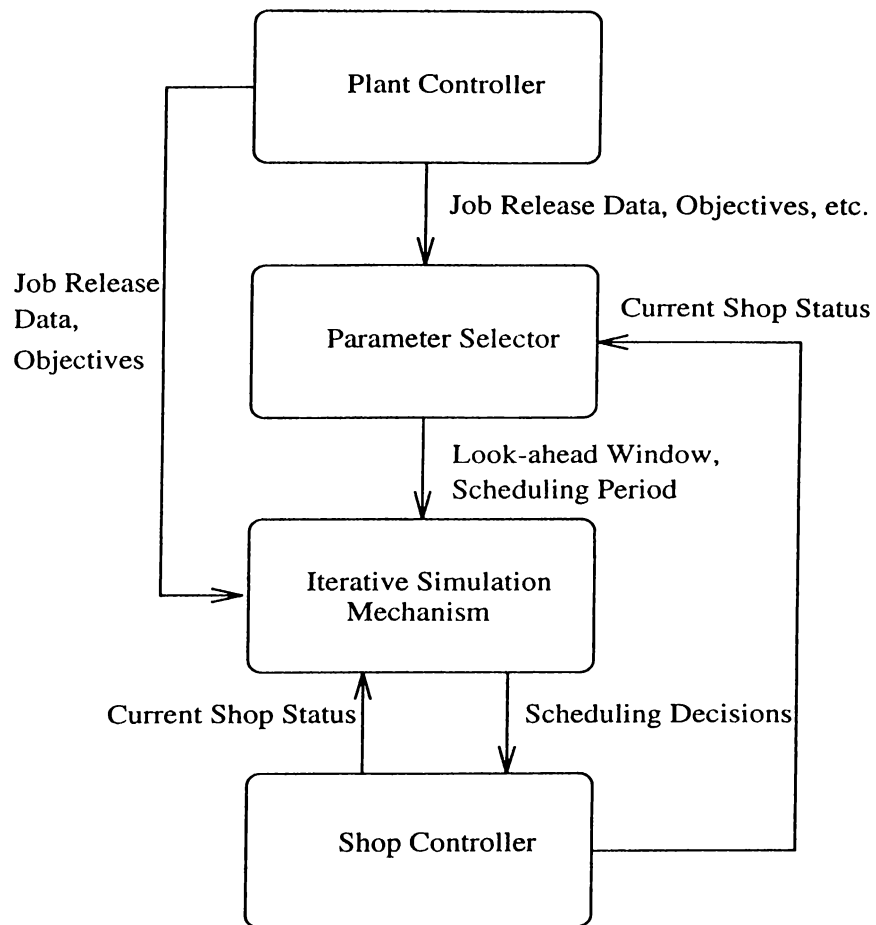 Plant Controller
Job Release Data, Objectives, etc.
Job Release
Data,
Objectives
Current Shop Status
Parameter Selector
Look-ahead Window,
Scheduling Period
Iterative Simulation
Mechanism
Current Shop Status
Scheduling Decisions
Shop Controller